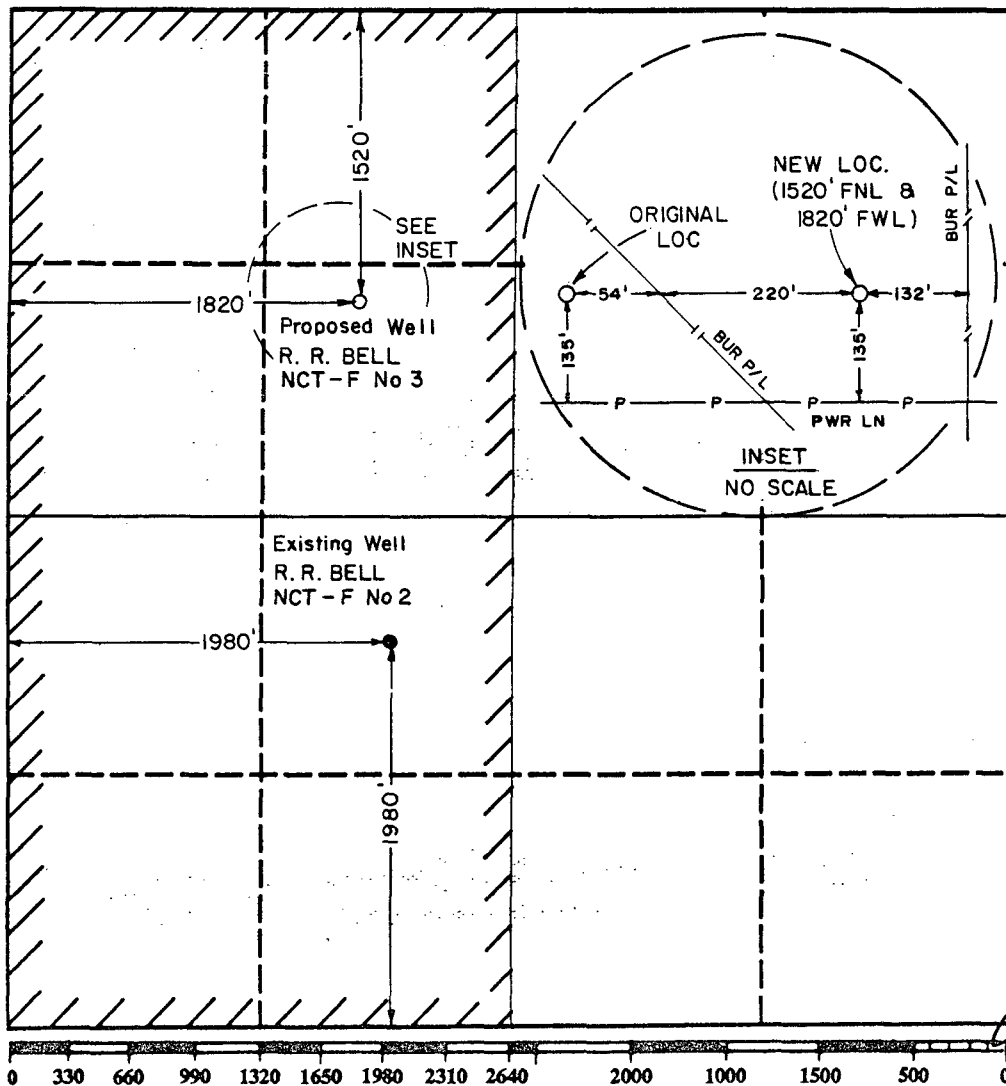 1520'
SEE
INSET
1820'
Proposed Well
R. R. BELL
NCT-F No 3
NEW LOC.
(1520' FNL &
1820' FWL)
BUR P/L
ORIGINAL
LOC
54'
220'
132'
135'
135'
BUR P/L
P P P P
PWR LN
INSET
NO SCALE
Existing Well
R. R. BELL
NCT-F No 2
1980'
1980'
0 330 660 990 1320 1650 1980 2310 2640 2000 1000 1500 500 0